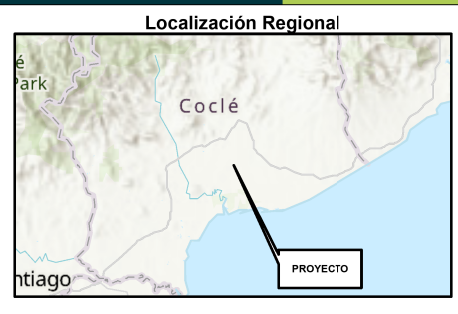 Localización Regional
é
Park
Coclé
PROYECTO
ntiago